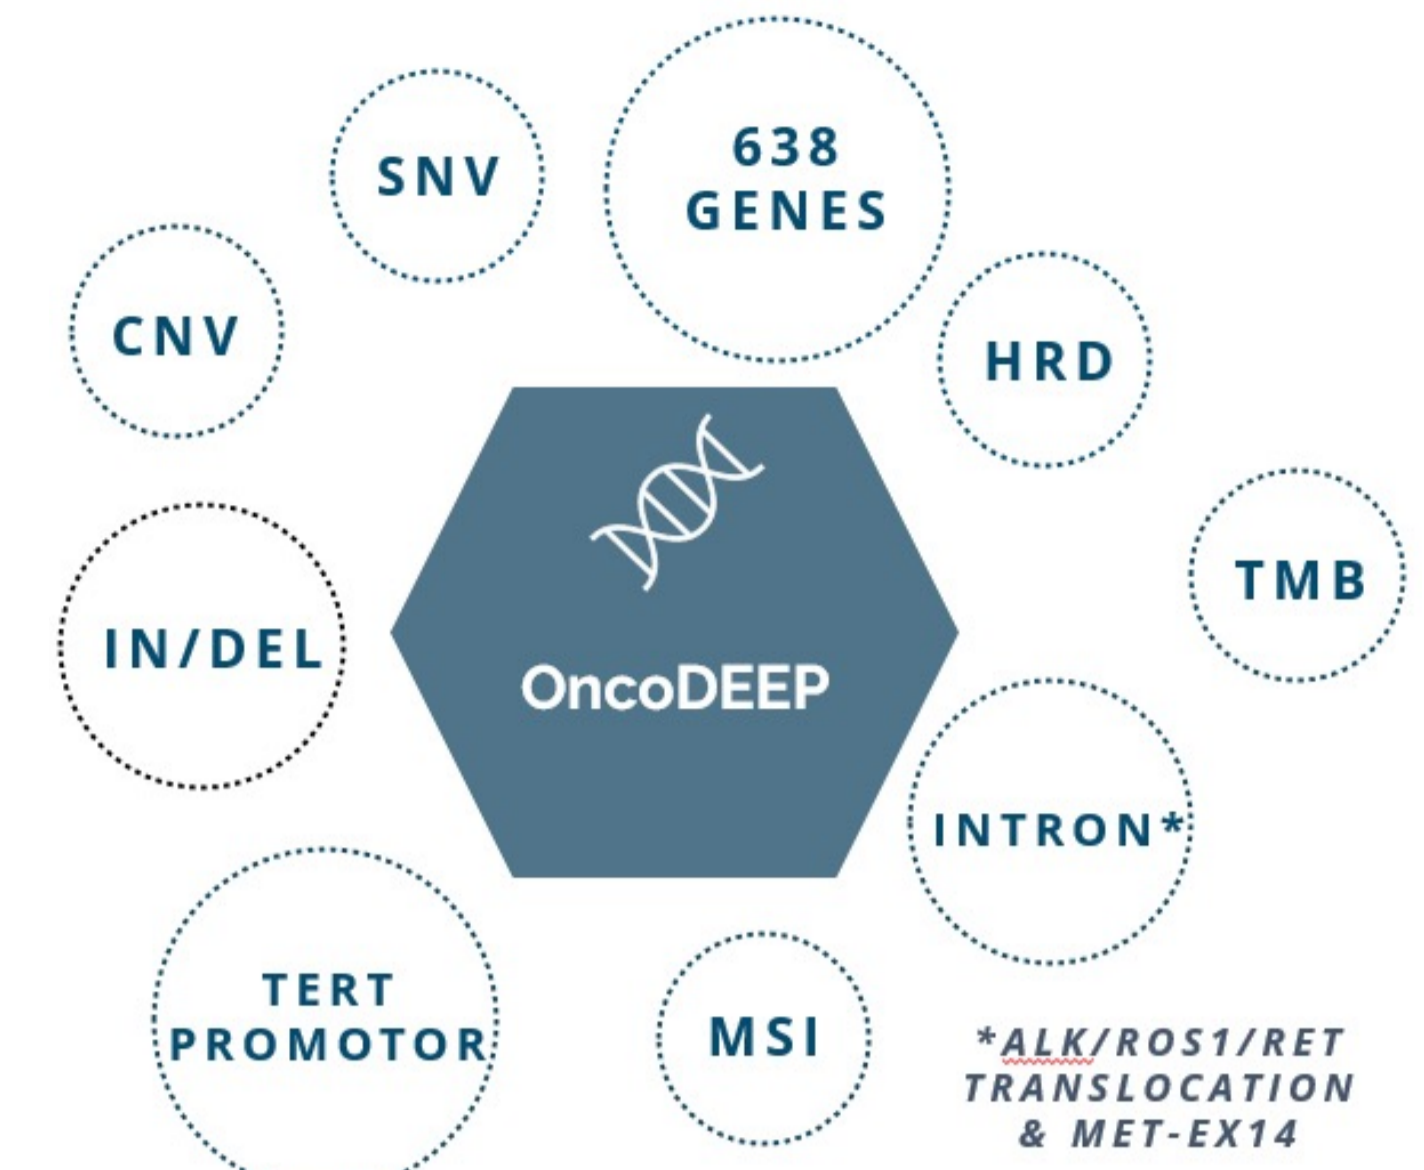 638
GENES
SNV
CNV
HRD
TMB
IN/DEL
OncoDEEP
INTRON*
TERT
PROMOTOR
MSI
*ALK/ROS1/RET
TRANSLOCATION
& MET-EX14